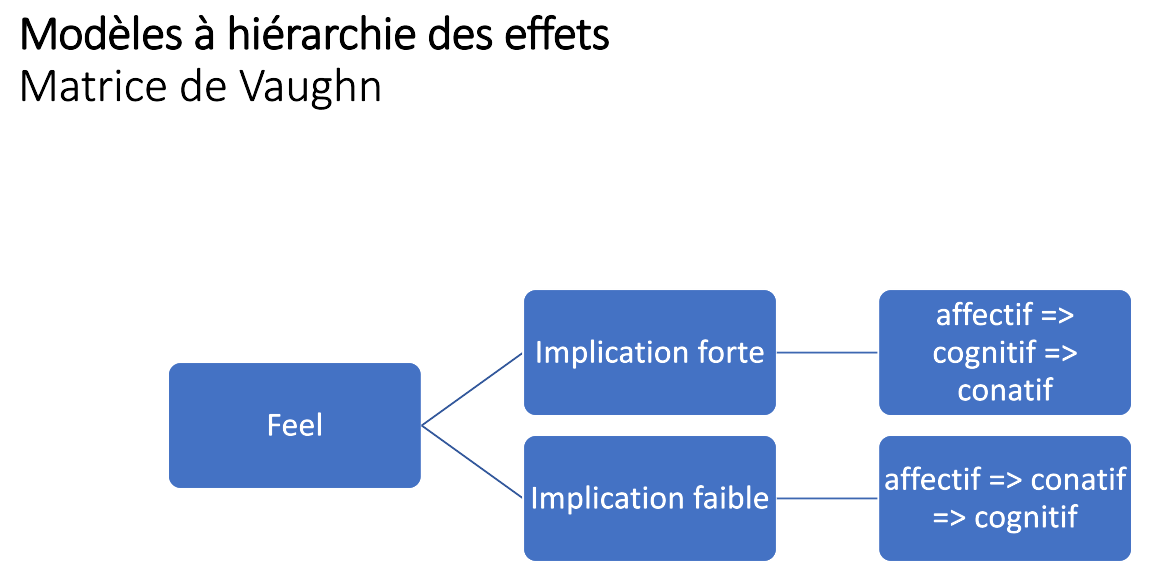 Modèles à hiérarchie des effets
Matrice de Vaughn
Feel
Implication forte
affectif =>
cognitif =>
conatif
Implication faible
affectif => conatif
=> cognitif